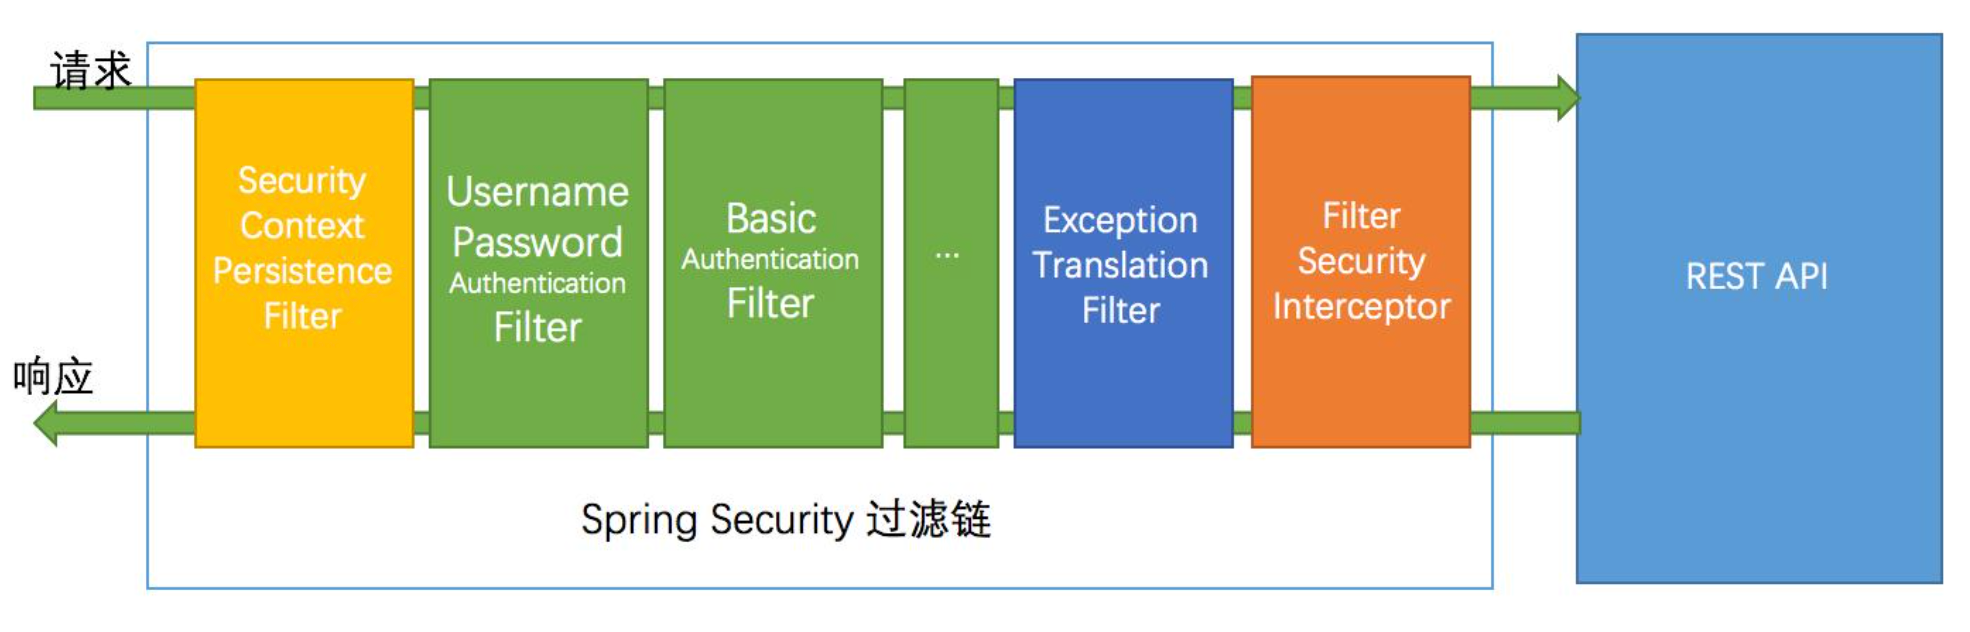 请求
Security
Context
Persistence
Filter
Username
Password
Authentication
Filter
Basic
Authentication
Filter
...
Exception
Translation
Filter
Filter
Security
Interceptor
REST API
响应
Spring Security 过滤链